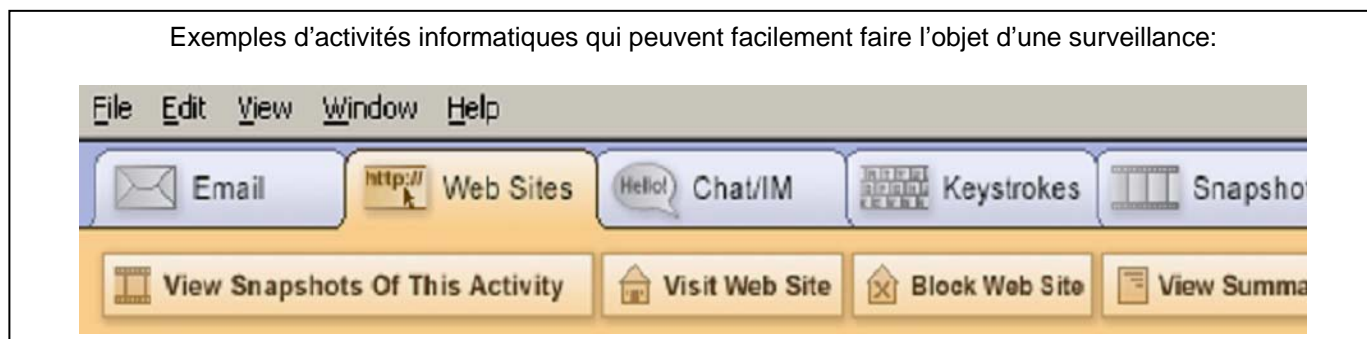 Exemples d’activités informatiques qui peuvent facilement faire l’objet d’une surveillance:
File Edit View Window Help
Email http:// Web Sites Hello! Chat/IM Keystrokes Snapsho
View Snapshots Of This Activity Visit Web Site Block Web Site View Summa